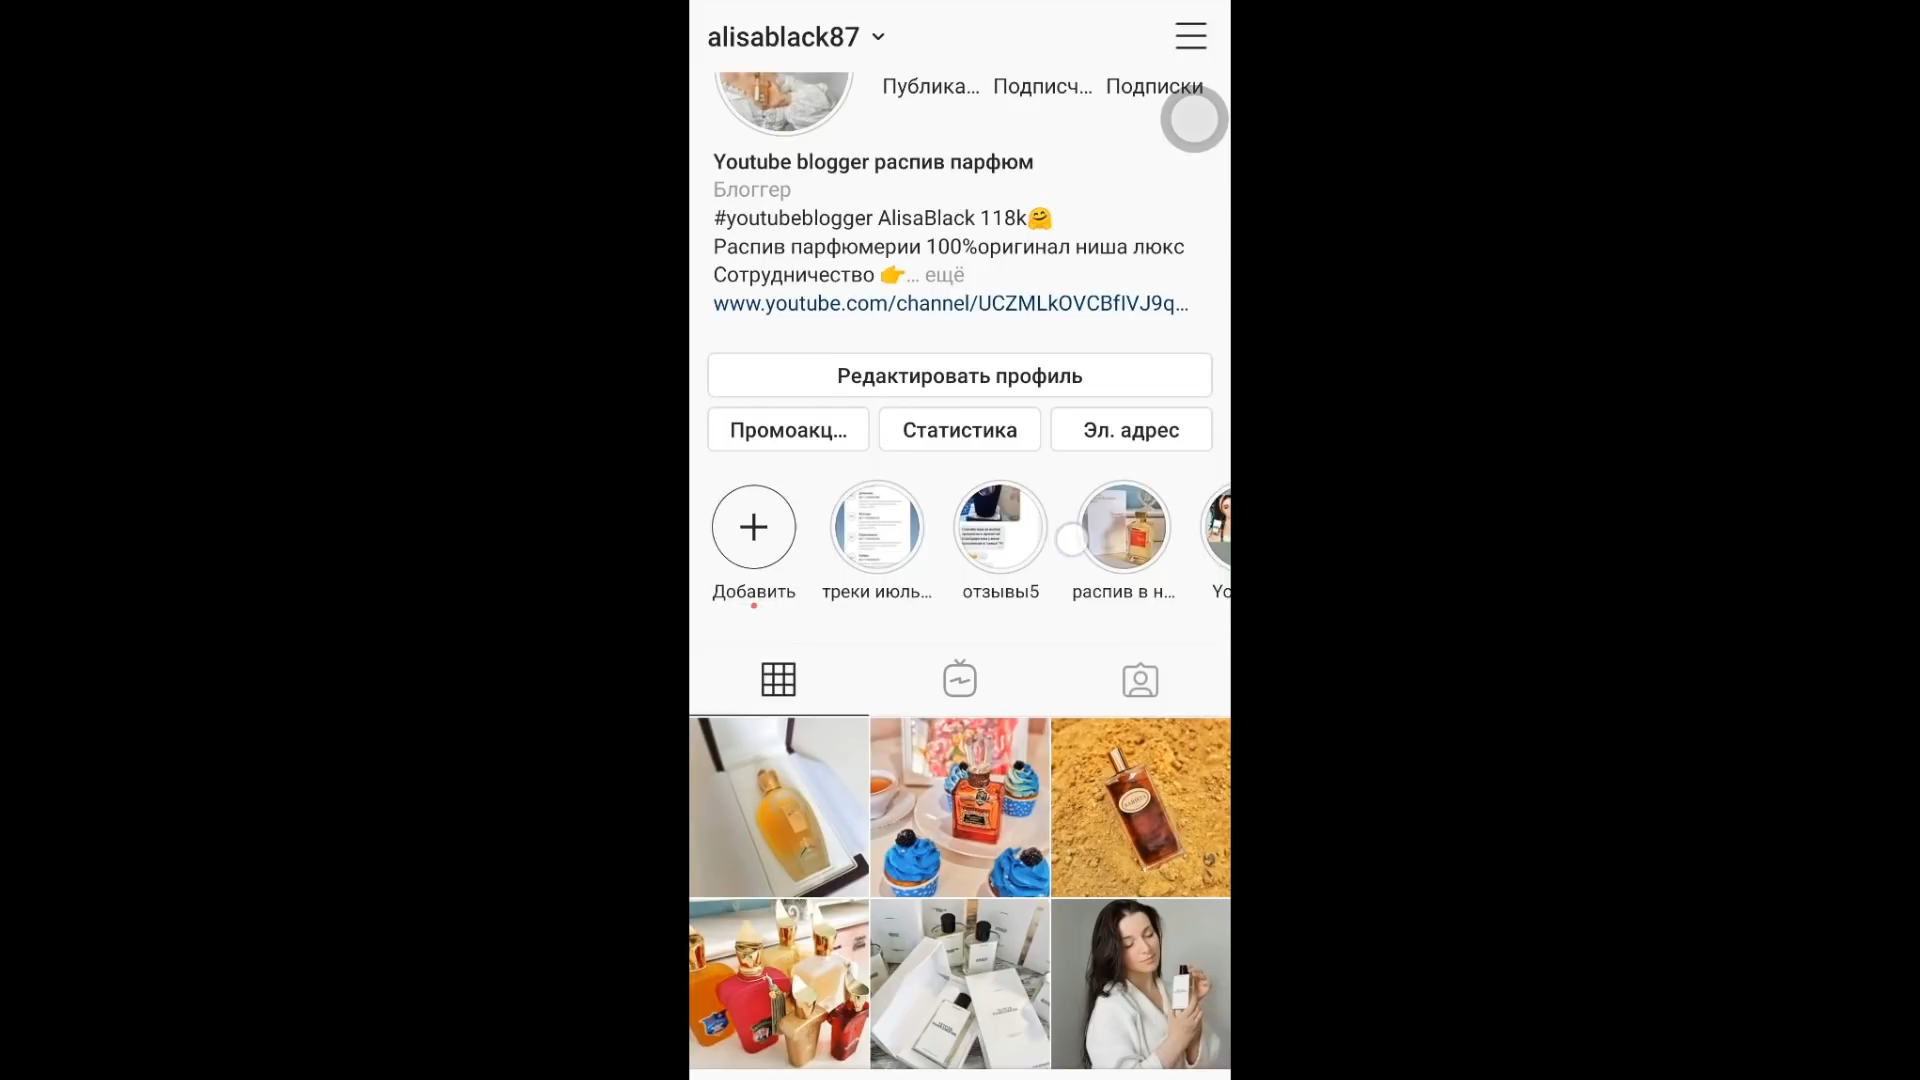 alisablack87
Публика... Подписч... Подписки
Youtube blogger распив парфюм
Блоггер
#youtubeblogger AlisaBlack 118k🤗
Распив парфюмерии 100%оригинал ниша люкс
Сотрудничество 👉... ещё
www.youtube.com/channel/UCZMLkOVCBfIVJ9q...
Редактировать профиль
Промоакц... Статистика Эл. адрес
Добавить треки июль... отзывы5 распив в н... Yo